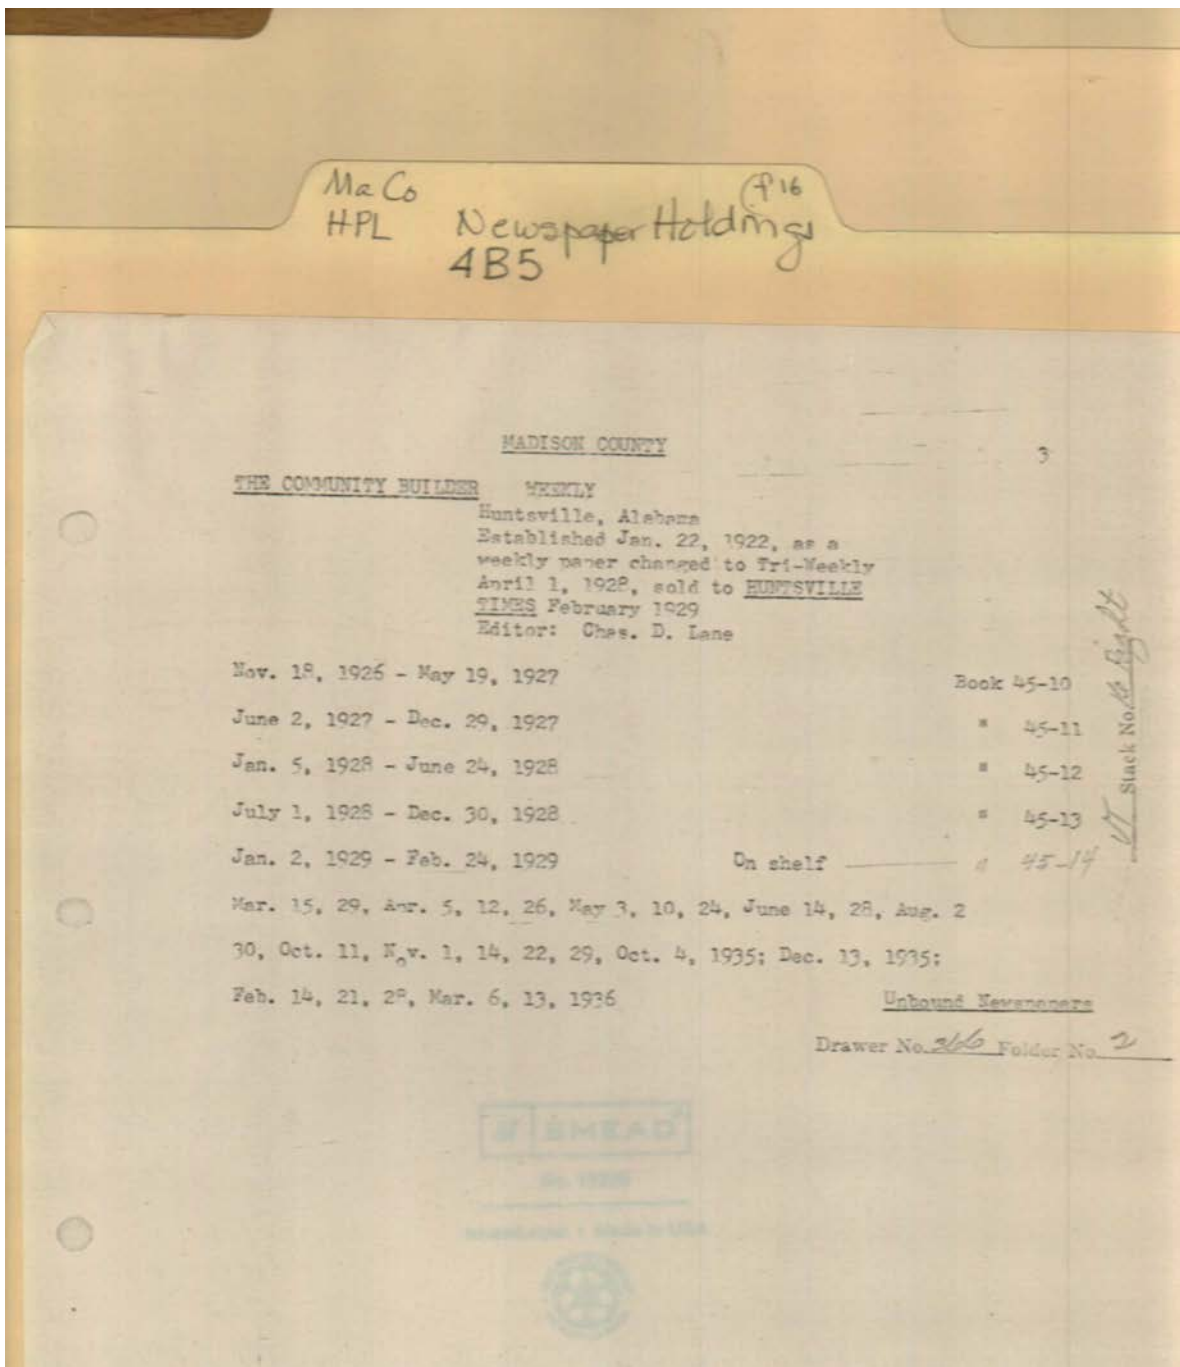 Ma Co
f 16
HPL Newspaper Holdings
4B5
MADISON COUNTY
3
THE COMMUNITY BUILDER WEEKLY
Huntsville, Alabama
Established Jan. 22, 1922, as a
weekly paper changed to Tri-Weekly
April 1, 1928, sold to HUNTSVILLE
TIMES February 1929
Editor: Chas. D. Lane
Nov. 18, 1926 - May 19, 1927 Book 45-10
June 2, 1927 - Dec. 29, 1927 " 45-11
Jan. 5, 1928 - June 24, 1928 " 45-12
July 1, 1928 - Dec. 30, 1928 " 45-13
Jan. 2, 1929 - Feb. 24, 1929 On shelf " 45-14
Stack No. Right
Mar. 15, 29, Apr. 5, 12, 26, May 3, 10, 24, June 14, 28, Aug. 2
30, Oct. 11, Nov. 1, 14, 22, 29, Oct. 4, 1935; Dec. 13, 1935;
Feb. 14, 21, 28, Mar. 6, 13, 1936
Unbound Newspapers
Drawer No. Folder No. 2
SMEAD